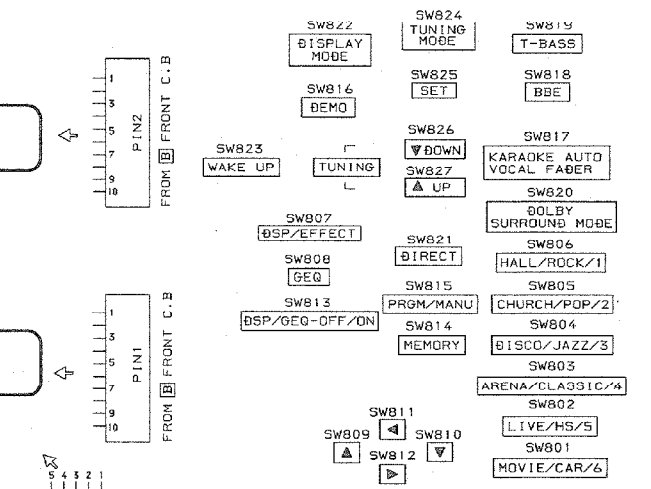 SW822
DISPLAY
MODE
SW824
TUNING
MODE
SW819
T-BASS
SW816
DEMO
SW825
SET
SW818
BBE
1
3
5
7
9
10
PIN2
FROM B FRONT C.B
SW823
WAKE UP
TUNING
SW826
▼DOWN
SW827
▲ UP
SW817
KARAOKE AUTO
VOCAL FADER
SW820
DOLBY
SURROUND MODE
SW807
DSP/EFFECT
SW821
DIRECT
SW806
HALL/ROCK/1
SW808
GEQ
SW815
PRGM/MANU
SW805
CHURCH/POP/2
SW813
DSP/GEQ-OFF/ON
SW814
MEMORY
SW804
DISCO/JAZZ/3
1
3
5
7
9
10
PIN1
FROM B FRONT C.B
SW803
ARENA/CLASSIC/4
SW802
LIVE/HS/5
SW811
◀
SW809
▲
SW810
▼
SW812
▶
SW801
MOVIE/CAR/6
5 4 3 2 1